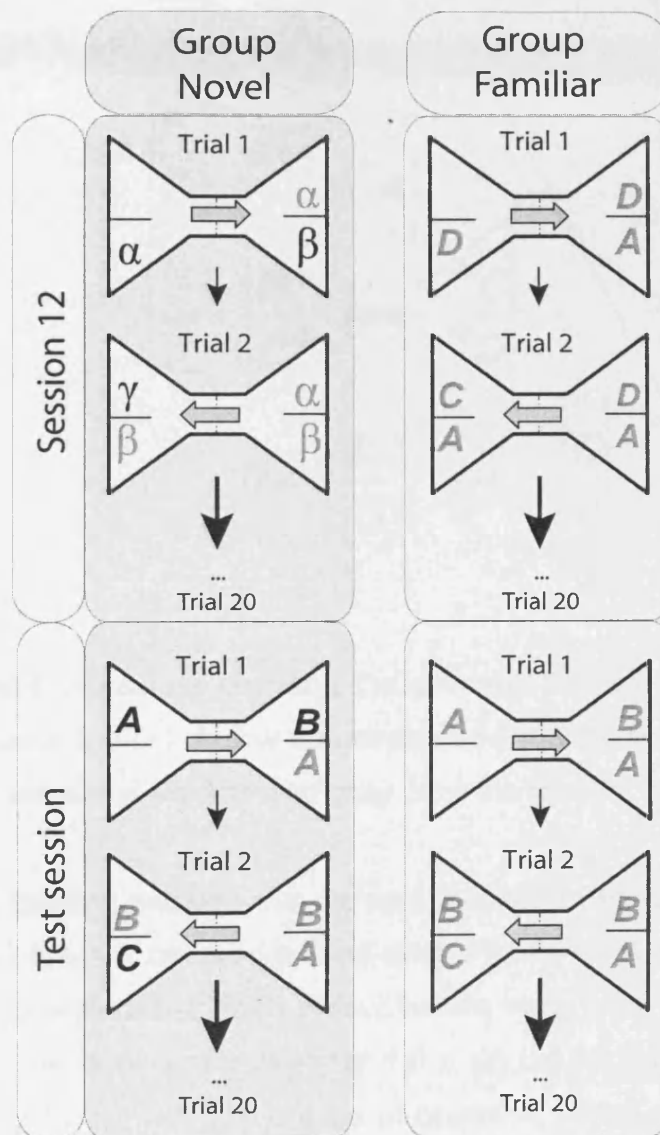 Group
Novel
Group
Familiar
Session 12
Trial 1
α
α
β
Trial 2
γ
β
α
β
...
Trial 20
Trial 1
D
D
A
Trial 2
C
A
D
A
...
Trial 20
Test session
Trial 1
A
B
A
Trial 2
B
C
B
A
...
Trial 20
Trial 1
A
B
A
Trial 2
B
C
B
A
...
Trial 20